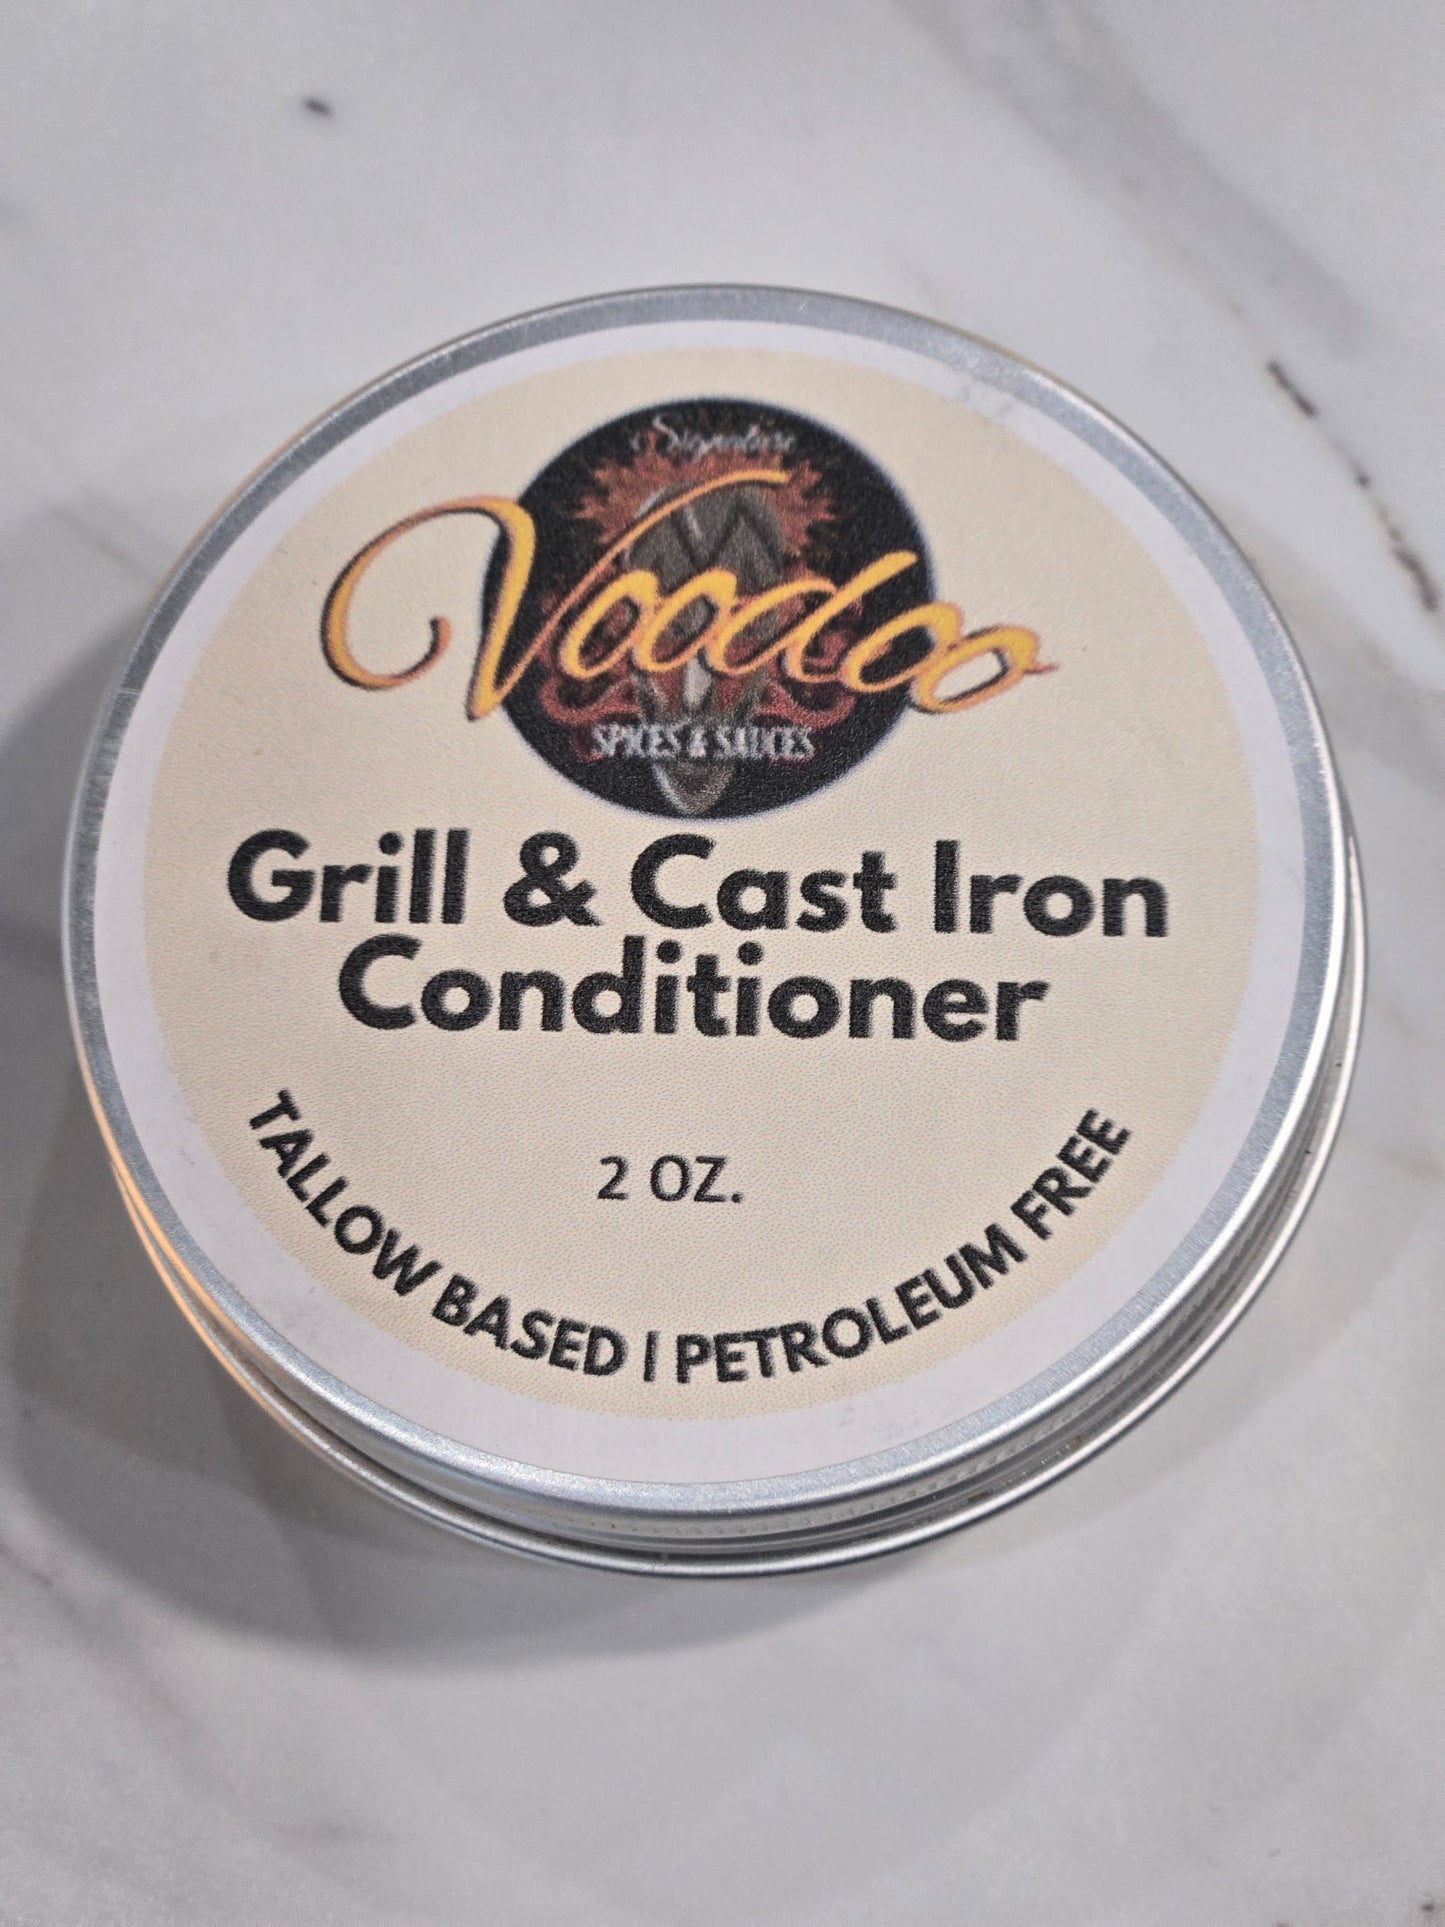 Signature
Voodoo
SPICES & SAUCES
Grill & Cast Iron
Conditioner
2 OZ.
TALLOW BASED | PETROLEUM FREE